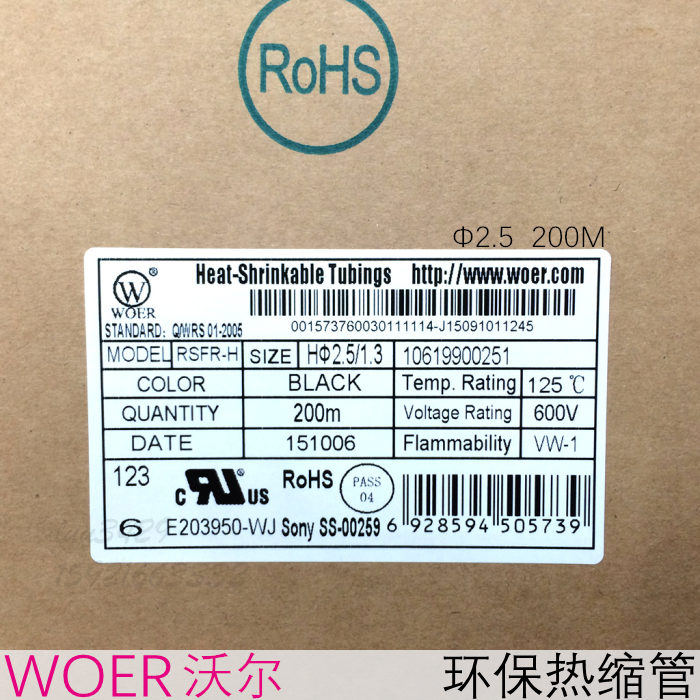 RoHS
Φ2.5 200M
Heat-Shrinkable Tubings http://www.woer.com
W ®
WOER
001573760030111114-J15091011245
STANDARD: Q/WRS 01-2005
MODEL RSFR-H SIZE HΦ2.5/1.3 10619900251
COLOR BLACK Temp. Rating 125℃
QUANTITY 200m Voltage Rating 600V
DATE 151006 Flammability VW-1
123 c RU us RoHS PASS 04
6 E203950-WJ Sony SS-00259 6 928594 505739
WOER 沃尔 环保热缩管